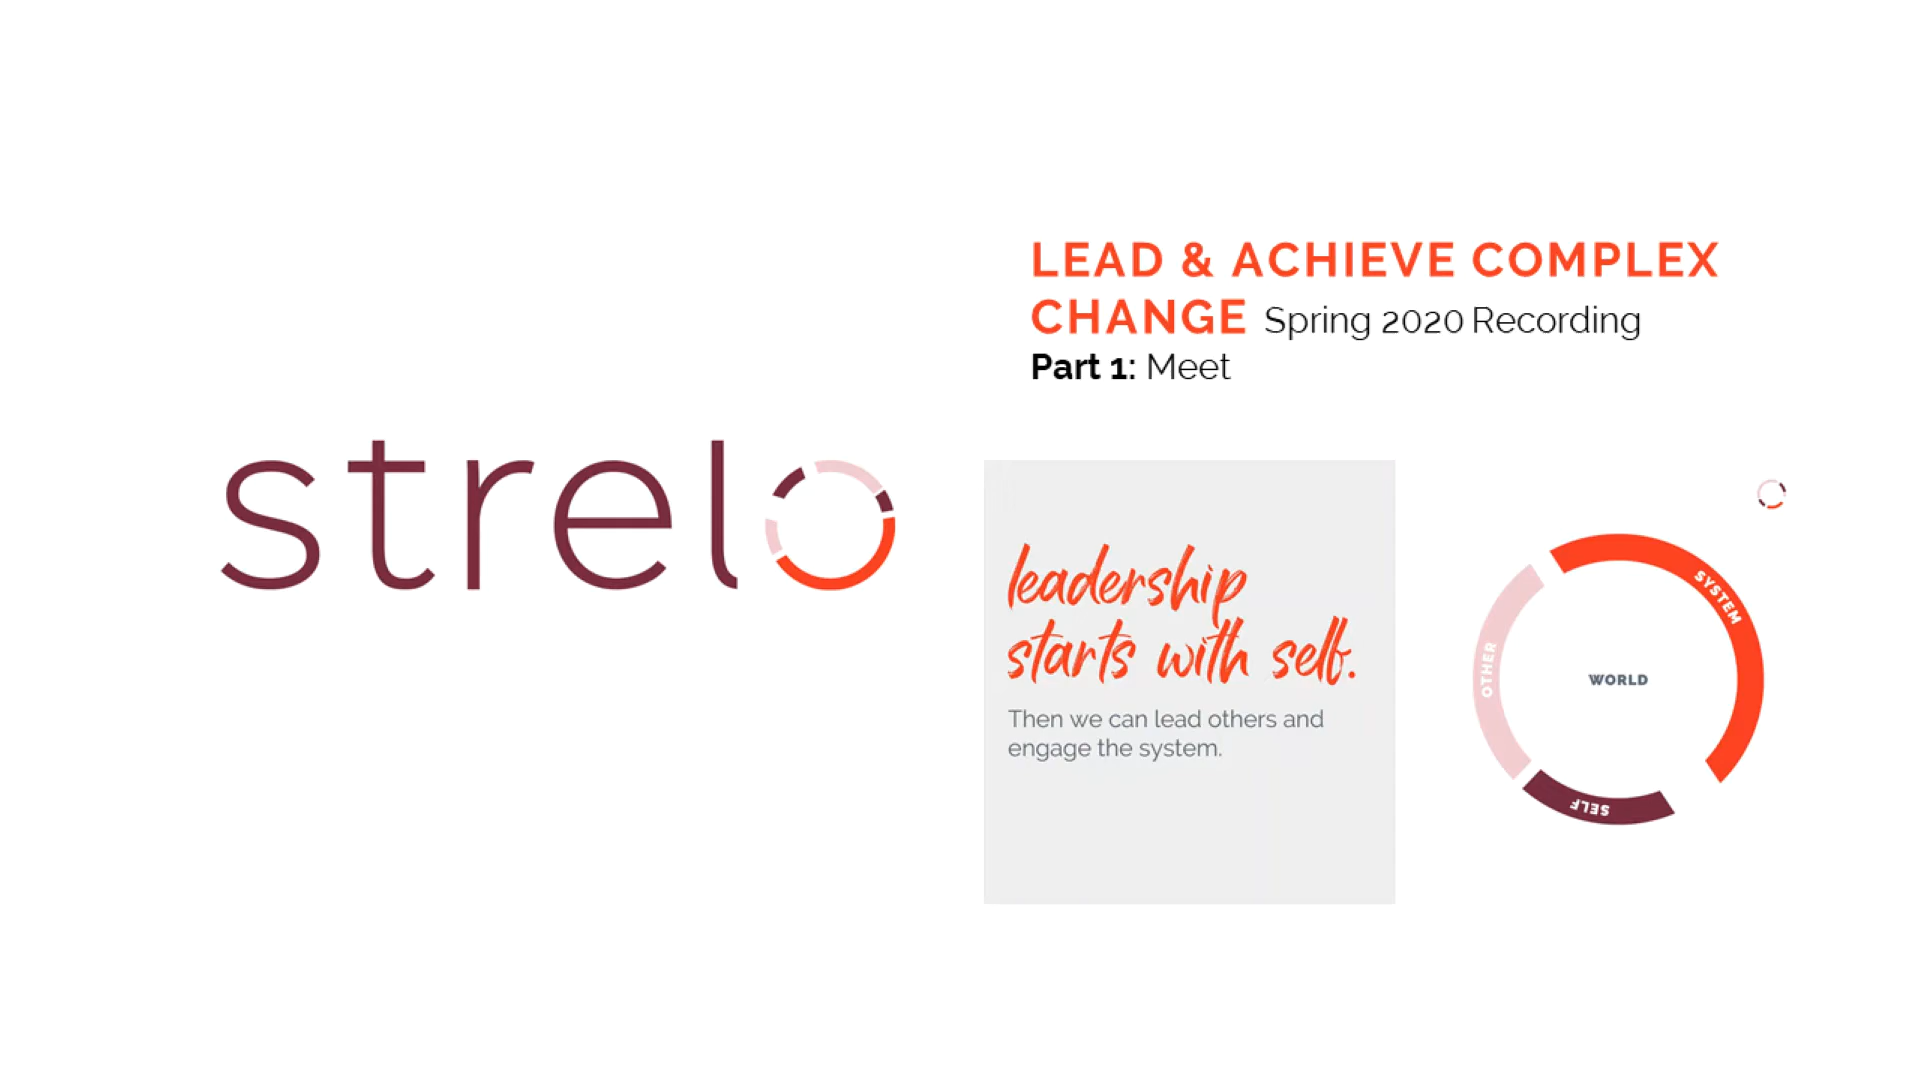 strelo
LEAD & ACHIEVE COMPLEX
CHANGE Spring 2020 Recording
Part 1: Meet
leadership
starts with self.
Then we can lead others and
engage the system.
SYSTEM
OTHER
WORLD
SELF